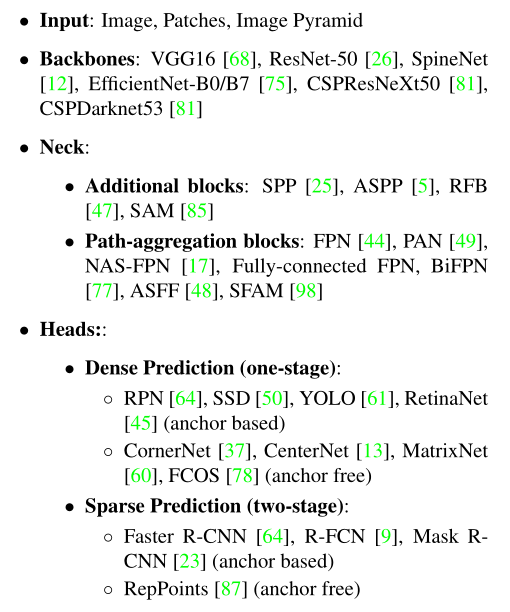 • Input: Image, Patches, Image Pyramid
• Backbones: VGG16 [68], ResNet-50 [26], SpineNet
[12], EfficientNet-B0/B7 [75], CSPResNeXt50 [81],
CSPDarknet53 [81]
• Neck:
• Additional blocks: SPP [25], ASPP [5], RFB
[47], SAM [85]
• Path-aggregation blocks: FPN [44], PAN [49],
NAS-FPN [17], Fully-connected FPN, BiFPN
[77], ASFF [48], SFAM [98]
• Heads::
• Dense Prediction (one-stage):
◦ RPN [64], SSD [50], YOLO [61], RetinaNet
[45] (anchor based)
◦ CornerNet [37], CenterNet [13], MatrixNet
[60], FCOS [78] (anchor free)
• Sparse Prediction (two-stage):
◦ Faster R-CNN [64], R-FCN [9], Mask R-
CNN [23] (anchor based)
◦ RepPoints [87] (anchor free)